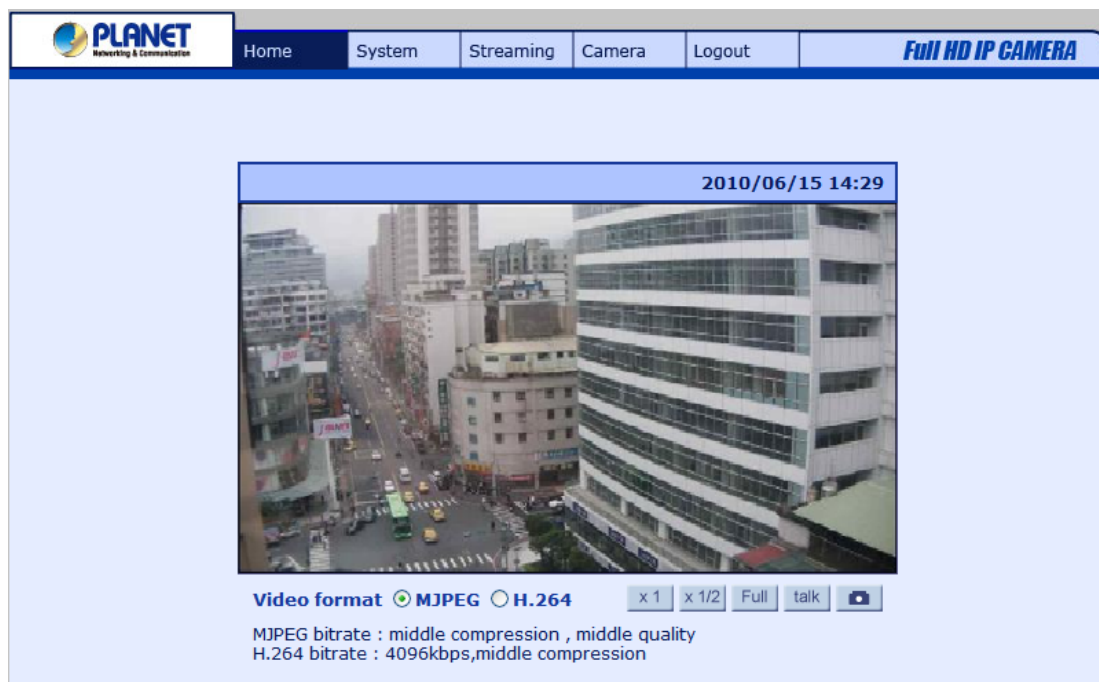 PLANET
Networking & Communication
Home System Streaming Camera Logout Full HD IP CAMERA
2010/06/15 14:29
Video format MJPEG H.264 x 1 x 1/2 Full talk
MJPEG bitrate : middle compression , middle quality
H.264 bitrate : 4096kbps,middle compression